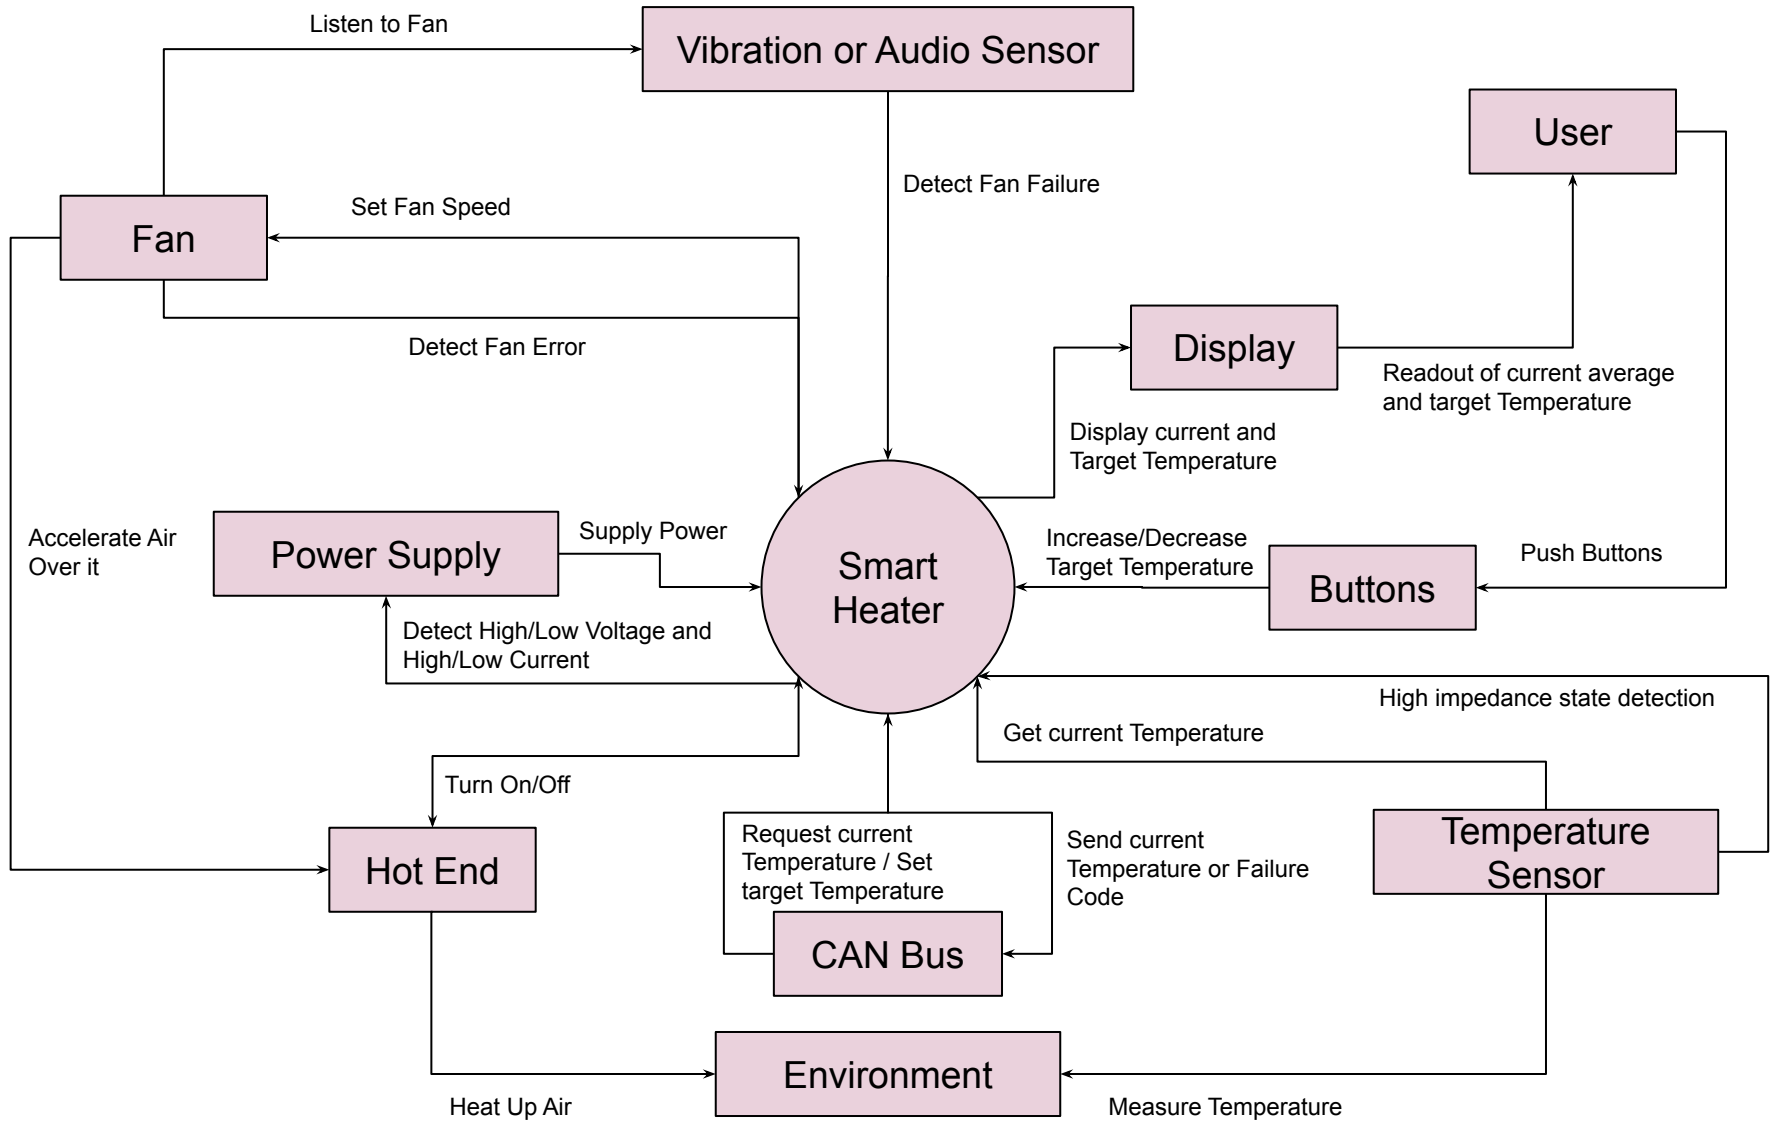 Listen to Fan
Vibration or Audio Sensor
User
Detect Fan Failure
Set Fan Speed
Fan
Detect Fan Error
Display
Readout of current average
and target Temperature
Display current and
Target Temperature
Accelerate Air
Over it
Power Supply
Supply Power
Smart
Heater
Increase/Decrease
Target Temperature
Buttons
Push Buttons
Detect High/Low Voltage and
High/Low Current
High impedance state detection
Get current Temperature
Turn On/Off
Hot End
Request current
Temperature / Set
target Temperature
Send current
Temperature or Failure
Code
Temperature
Sensor
CAN Bus
Environment
Heat Up Air
Measure Temperature